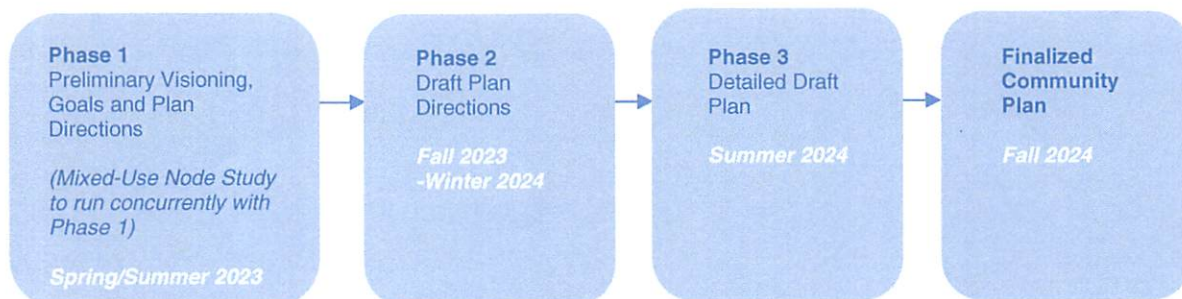 Phase 1
Preliminary Visioning,
Goals and Plan
Directions
(Mixed-Use Node Study
to run concurrently with
Phase 1)
Spring/Summer 2023
Phase 2
Draft Plan
Directions
Fall 2023
-Winter 2024
Phase 3
Detailed Draft
Plan
Summer 2024
Finalized
Community
Plan
Fall 2024